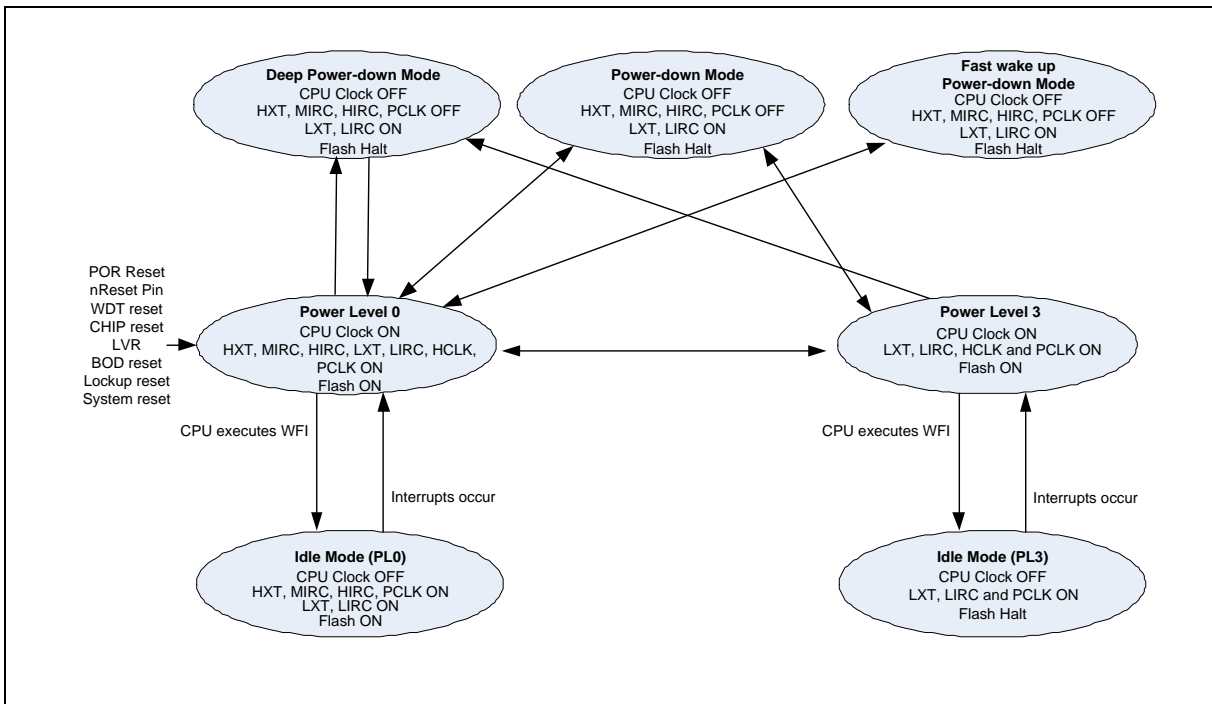 Deep Power-down Mode
CPU Clock OFF
HXT, MIRC, HIRC, PCLK OFF
LXT, LIRC ON
Flash Halt
Power-down Mode
CPU Clock OFF
HXT, MIRC, HIRC, PCLK OFF
LXT, LIRC ON
Flash Halt
Fast wake up
Power-down Mode
CPU Clock OFF
HXT, MIRC, HIRC, PCLK OFF
LXT, LIRC ON
Flash Halt
POR Reset
nReset Pin
WDT reset
CHIP reset
LVR
BOD reset
Lockup reset
System reset
Power Level 0
CPU Clock ON
HXT, MIRC, HIRC, LXT, LIRC, HCLK,
PCLK ON
Flash ON
Power Level 3
CPU Clock ON
LXT, LIRC, HCLK and PCLK ON
Flash ON
CPU executes WFI
Interrupts occur
CPU executes WFI
Interrupts occur
Idle Mode (PL0)
CPU Clock OFF
HXT, MIRC, HIRC, PCLK ON
LXT, LIRC ON
Flash ON
Idle Mode (PL3)
CPU Clock OFF
LXT, LIRC and PCLK ON
Flash Halt